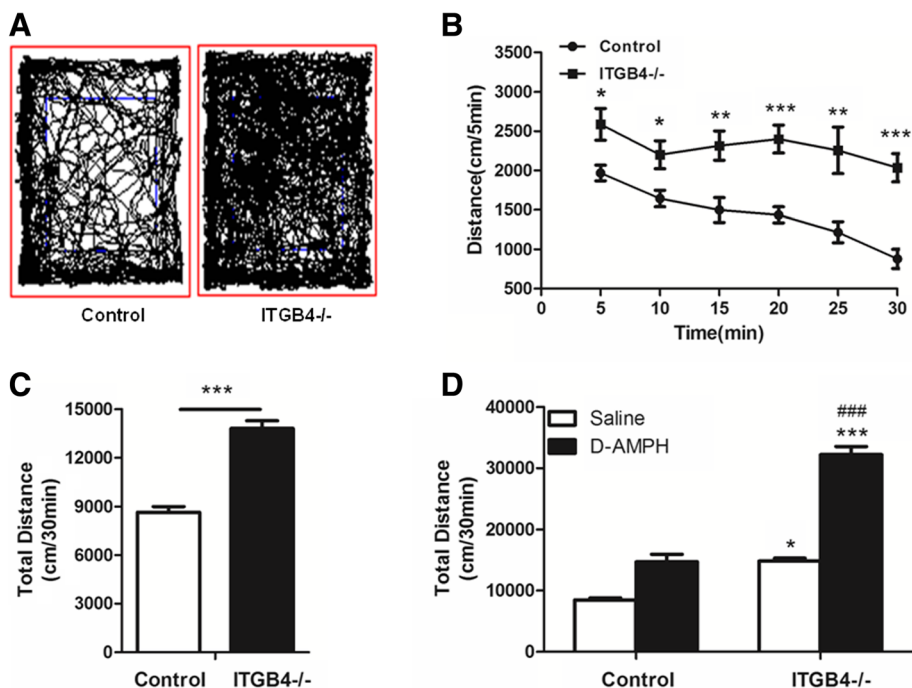 A
Control
ITGB4-/-
B
Control
ITGB4-/-
Distance(cm/5min)
3500
3000
2500
2000
1500
1000
500
* * ** *** ** ***
0 5 10 15 20 25 30
Time(min)
C
Total Distance
(cm/30min)
15000
12000
9000
6000
3000
0
***
Control ITGB4-/-
D
Saline
D-AMPH
Total Distance
(cm/30min)
40000
30000
20000
10000
0
###
***
*
Control ITGB4-/-